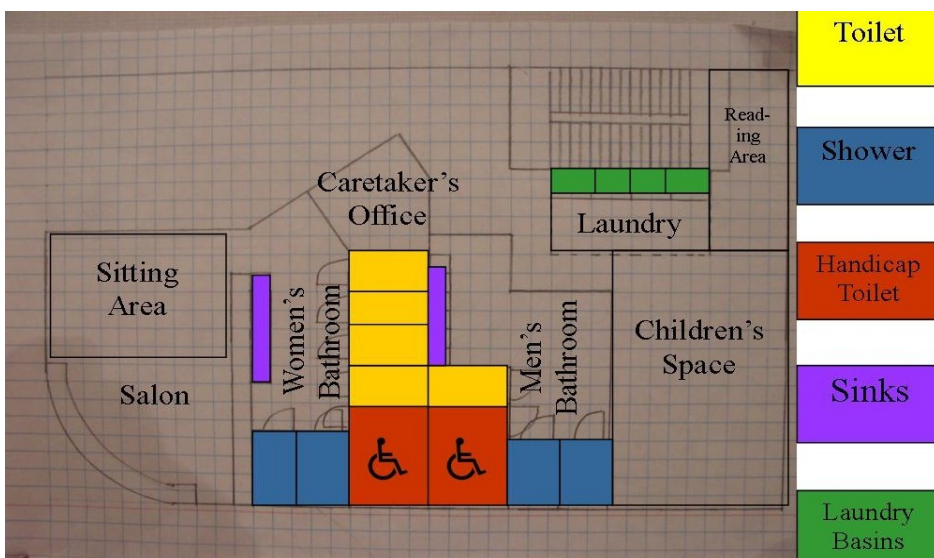 Toilet
Read-
ing
Area
Shower
Caretaker's
Office
Laundry
Sitting
Area
Women's
Bathroom
Handicap
Toilet
Children's
Space
Men's
Bathroom
Salon
Sinks
Laundry
Basins